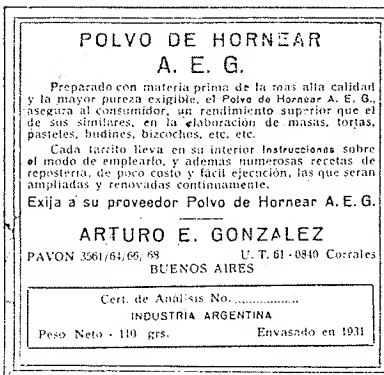 POLVO DE HORNEAR
A. E. G.
Preparado con materia prima de la mas alta calidad
y la mayor pureza exigible, el Polvo de Hornear A. E. G.,
asegura al consumidor, un rendimiento superior que el
de sus similares, en la elaboración de masas, tortas,
pasteles, budines, bizcochos, etc. etc.
Cada tarrito lleva en su interior Instrucciones sobre
el modo de emplearlo, y además numerosas recetas de
repostería, de poco costo y fácil ejecución, las que seran
ampliadas y renovadas continuamente.
Exija a su proveedor Polvo de Hornear A. E. G.
ARTURO E. GONZALEZ
PAVON 3561/64/66/68 U. T. 61 - 0840 Corrales
BUENOS AIRES
Cert. de Análisis No. ..................
INDUSTRIA ARGENTINA
Peso Neto - 110 grs. Envasado en 1931